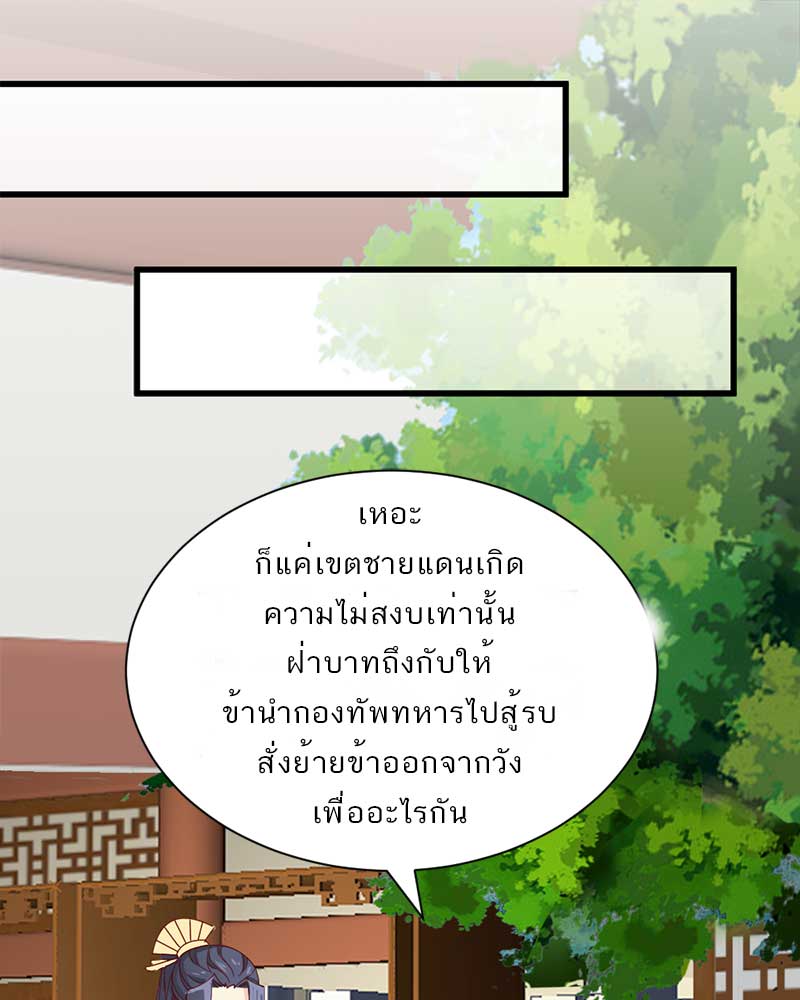 เหอะ
ก็แค่เขตชายแดนเกิด
ความไม่สงบเท่านั้น
ฝ่าบาทถึงกับให้
ข้านำกองทัพทหารไปสู้รบ
สั่งย้ายข้าออกจากวัง
เพื่ออะไรกัน